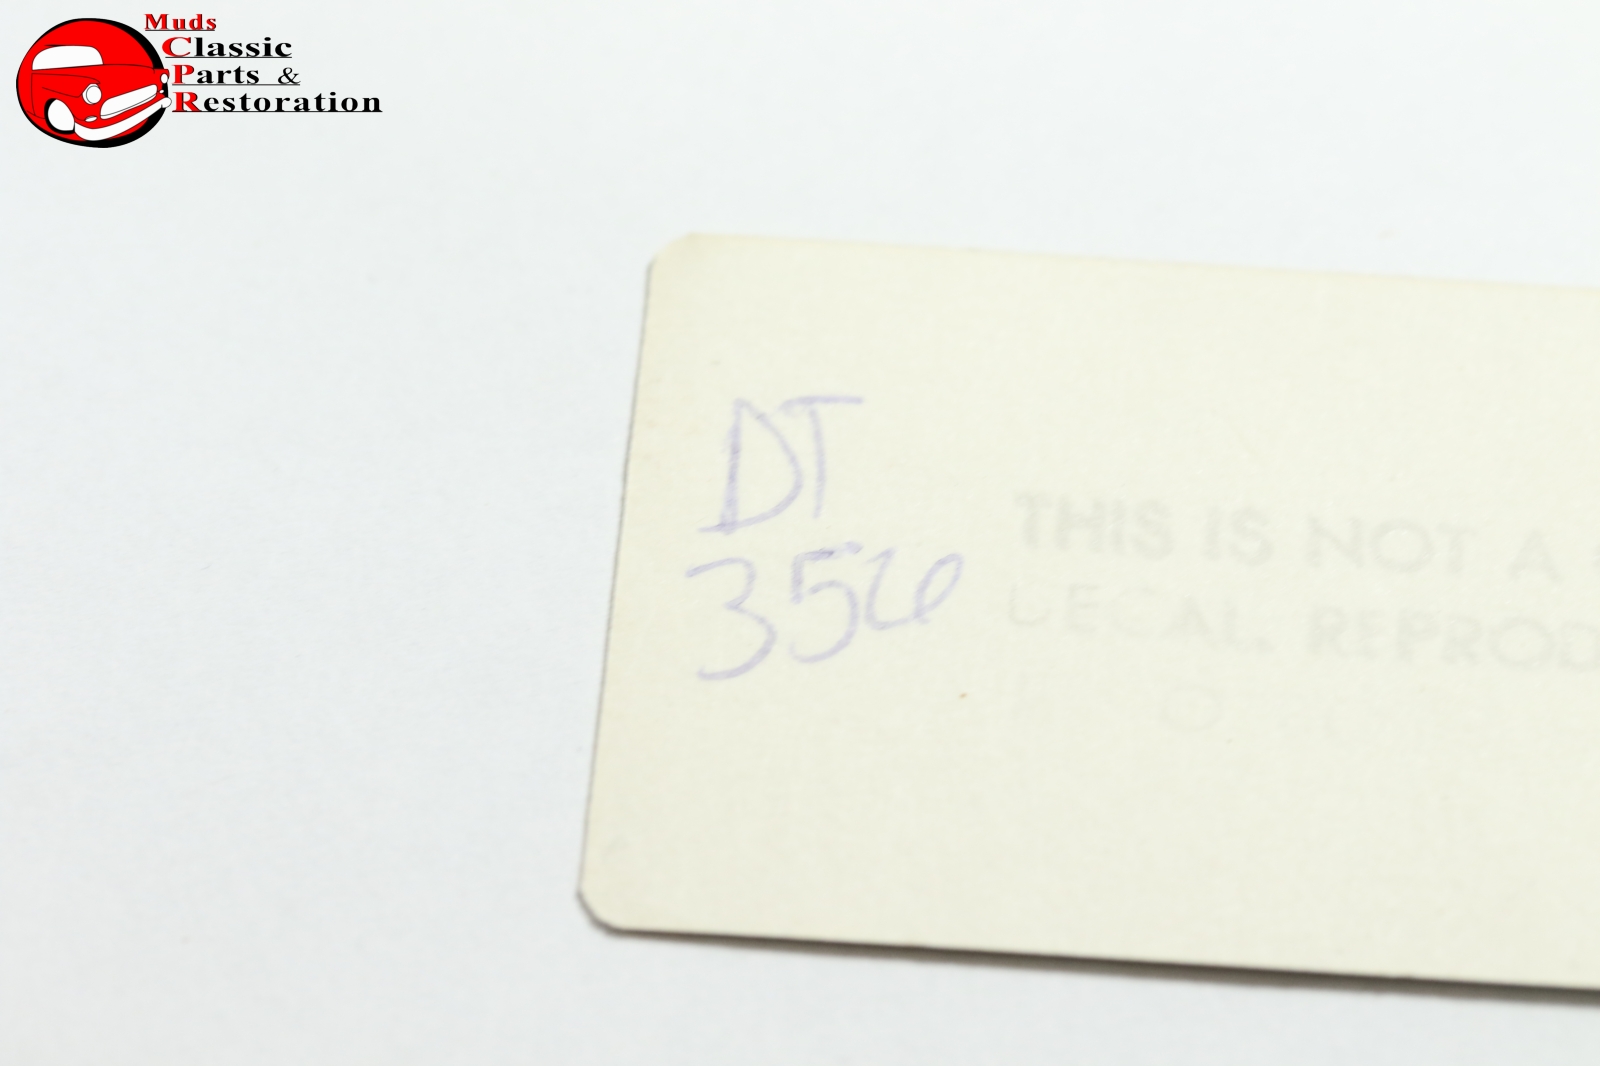 Muds
Classic
Parts &
Restoration
DT
356
THIS IS NOT A
DECAL. REPROD